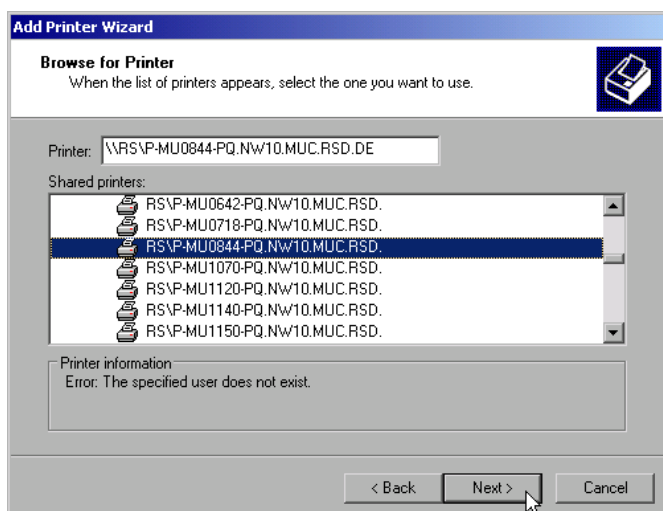 Add Printer Wizard
Browse for Printer
When the list of printers appears, select the one you want to use.
Printer: \\RS\P-MU0844-PQ.NW10.MUC.RSD.DE
Shared printers:
RS\P-MU0642-PQ.NW10.MUC.RSD.
RS\P-MU0718-PQ.NW10.MUC.RSD.
RS\P-MU0844-PQ.NW10.MUC.RSD.
RS\P-MU1070-PQ.NW10.MUC.RSD.
RS\P-MU1120-PQ.NW10.MUC.RSD.
RS\P-MU1140-PQ.NW10.MUC.RSD.
RS\P-MU1150-PQ.NW10.MUC.RSD.
Printer information
Error: The specified user does not exist.
< Back Next > Cancel